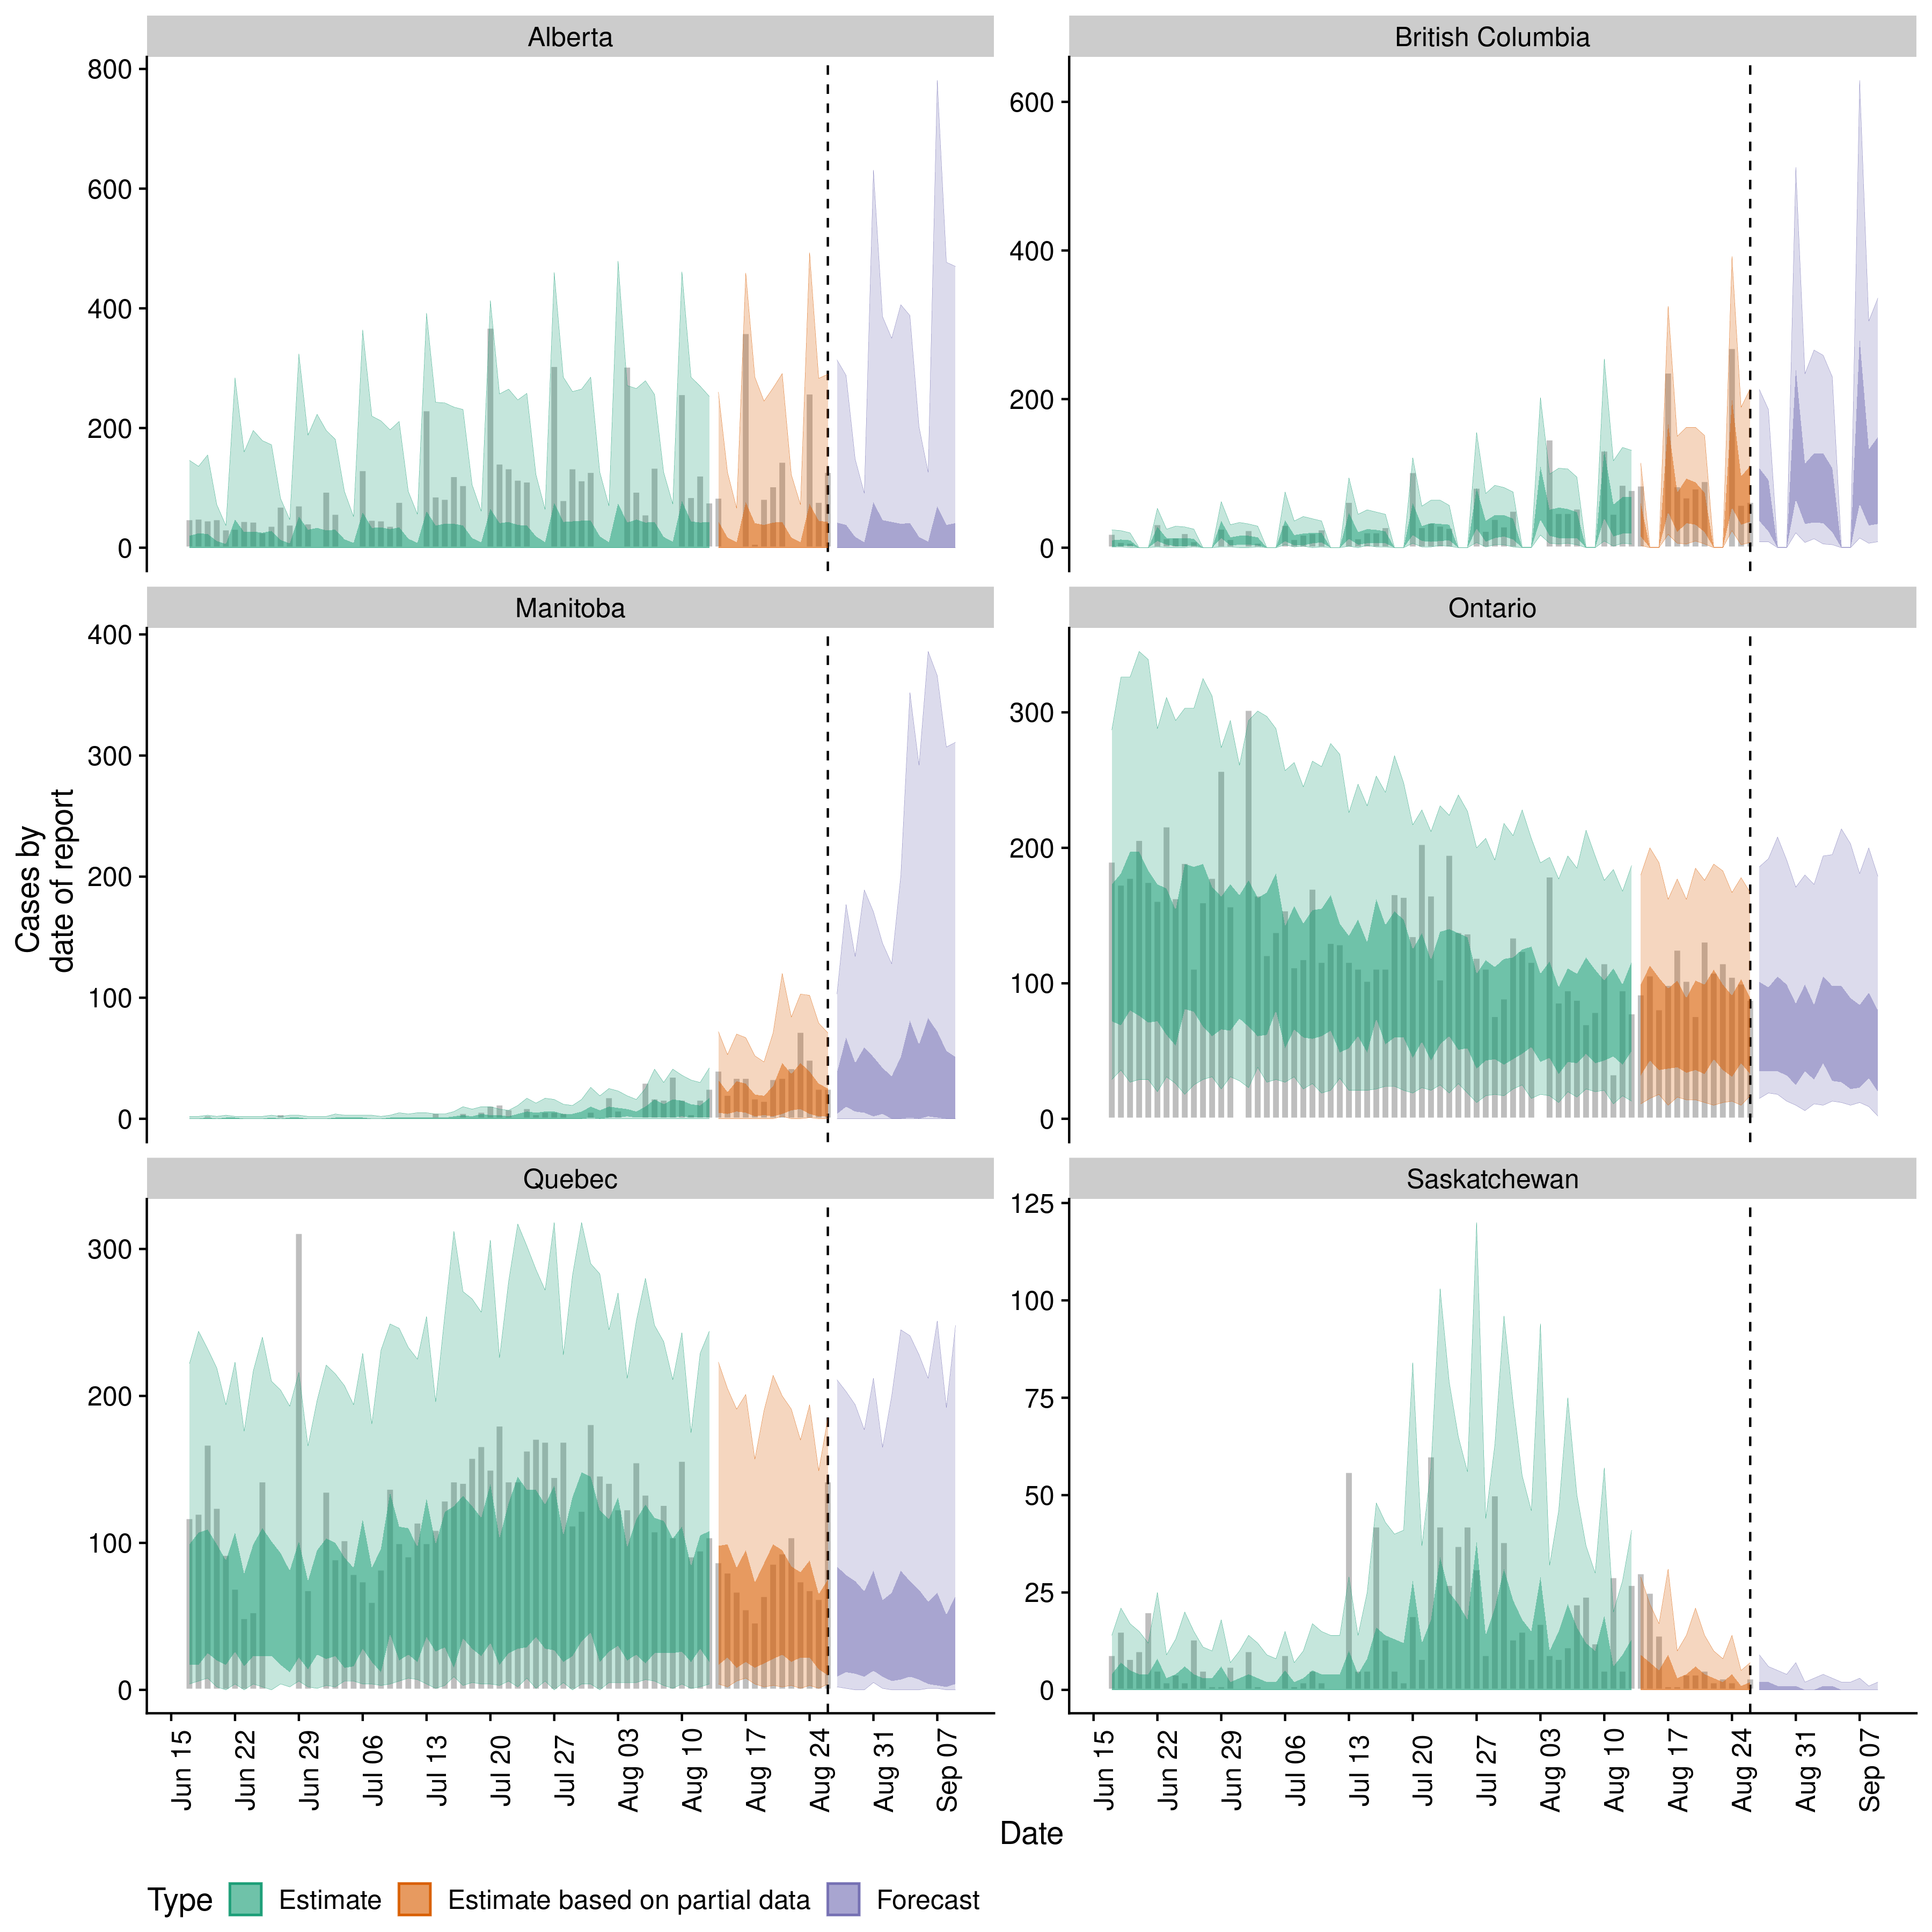 Alberta
British Columbia
800
600
400
200
0
600
400
200
0
Manitoba
Ontario
400
300
200
100
0
300
200
100
0
Cases by
date of report
Quebec
Saskatchewan
300
200
100
0
125
100
75
50
25
0
Jun 15
Jun 22
Jun 29
Jul 06
Jul 13
Jul 20
Jul 27
Aug 03
Aug 10
Aug 17
Aug 24
Aug 31
Sep 07
Jun 15
Jun 22
Jun 29
Jul 06
Jul 13
Jul 20
Jul 27
Aug 03
Aug 10
Aug 17
Aug 24
Aug 31
Sep 07
Date
Type Estimate Estimate based on partial data Forecast